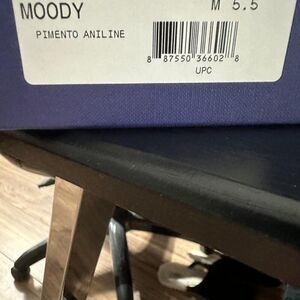 MOODY
M 5.5
PIMENTO ANILINE
8 87550 36602 8
UPC